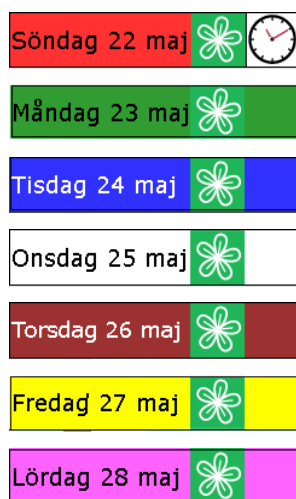 Söndag 22 maj
Måndag 23 maj
Tisdag 24 maj
Onsdag 25 maj
Torsdag 26 maj
Fredag 27 maj
Lördag 28 maj